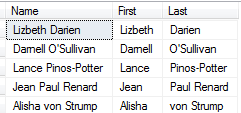 Name First Last
Lizbeth Darien Lizbeth Darien
Darnell O'Sullivan Darnell O'Sullivan
Lance Pinos-Potter Lance Pinos-Potter
Jean Paul Renard Jean Paul Renard
Alisha von Strump Alisha von Strump